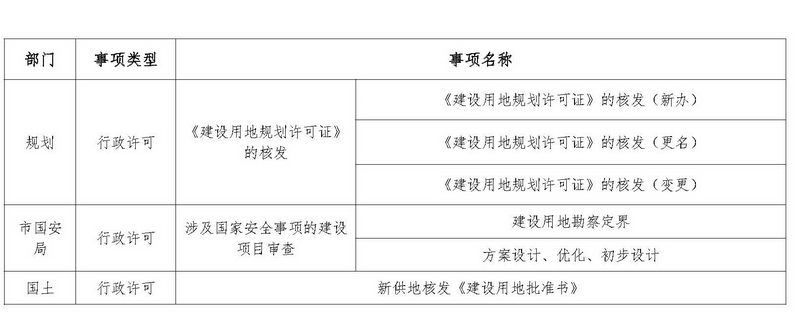 部门 事项类型 事项名称
《建设用地规划许可证》的核发（新办）
规划 行政许可 《建设用地规划许可证》
的核发
《建设用地规划许可证》的核发（更名）
《建设用地规划许可证》的核发（变更）
市国安
局
行政许可
涉及国家安全事项的建设
项目审查
建设用地勘察定界
方案设计、优化、初步设计
国土 行政许可 新供地核发《建设用地批准书》